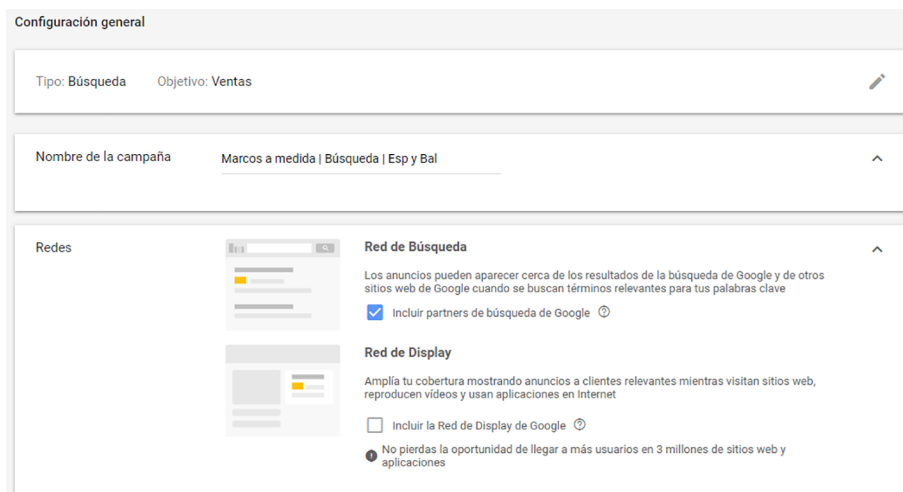 Configuración general
Tipo: Búsqueda Objetivo: Ventas
Nombre de la campaña Marcos a medida | Búsqueda | Esp y Bal
Redes
Red de Búsqueda
Los anuncios pueden aparecer cerca de los resultados de la búsqueda de Google y de otros
sitios web de Google cuando se buscan términos relevantes para tus palabras clave
Incluir partners de búsqueda de Google
Red de Display
Amplía tu cobertura mostrando anuncios a clientes relevantes mientras visitan sitios web,
reproducen vídeos y usan aplicaciones en Internet
Incluir la Red de Display de Google
No pierdas la oportunidad de llegar a más usuarios en 3 millones de sitios web y
aplicaciones